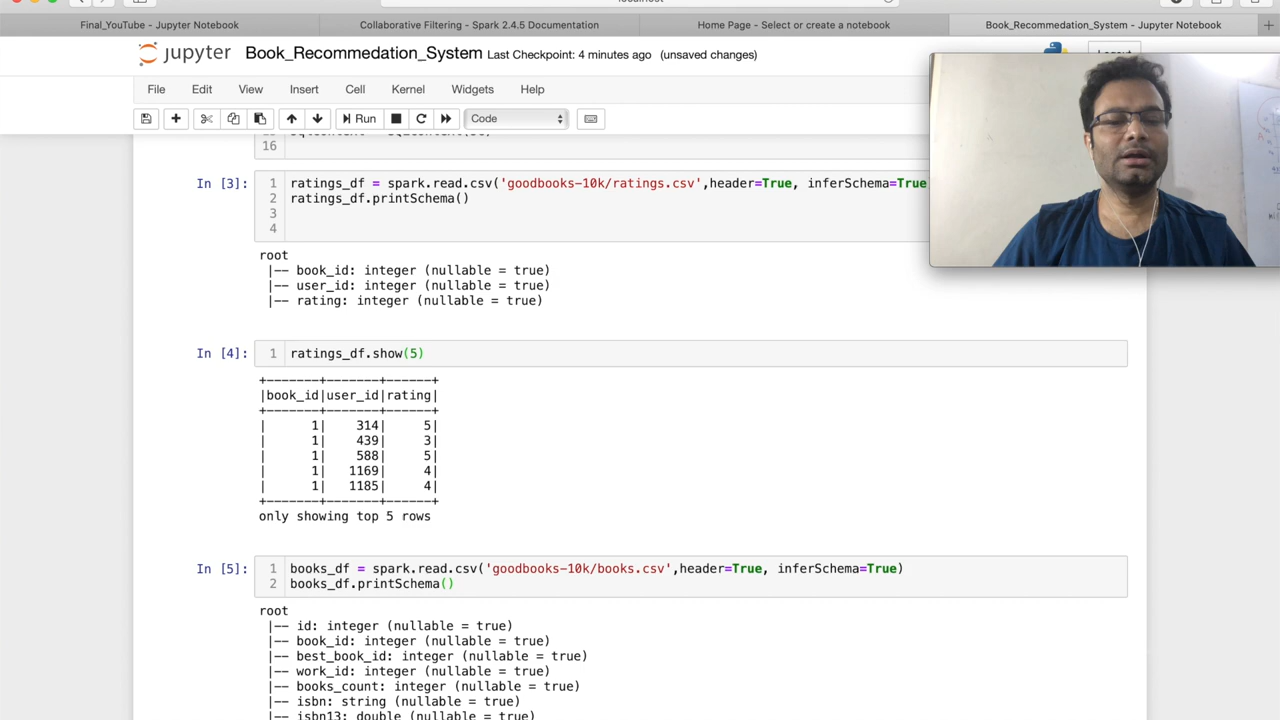 localhost
Final_YouTube - Jupyter Notebook
Collaborative Filtering - Spark 2.4.5 Documentation
Home Page - Select or create a notebook
Book_Recommedation_System - Jupyter Notebook
jupyter Book_Recommedation_System Last Checkpoint: 4 minutes ago (unsaved changes)
File Edit View Insert Cell Kernel Widgets Help
Run
Code
16
In [3]:
1 ratings_df = spark.read.csv('goodbooks-10k/ratings.csv',header=True, inferSchema=True
2 ratings_df.printSchema()
3
4
root
|-- book_id: integer (nullable = true)
|-- user_id: integer (nullable = true)
|-- rating: integer (nullable = true)
In [4]:
1 ratings_df.show(5)
+-------+-------+------+
|book_id|user_id|rating|
+-------+-------+------+
|      1|    314|     5|
|      1|    439|     3|
|      1|    588|     5|
|      1|   1169|     4|
|      1|   1185|     4|
+-------+-------+------+
only showing top 5 rows
In [5]:
1 books_df = spark.read.csv('goodbooks-10k/books.csv',header=True, inferSchema=True)
2 books_df.printSchema()
root
|-- id: integer (nullable = true)
|-- book_id: integer (nullable = true)
|-- best_book_id: integer (nullable = true)
|-- work_id: integer (nullable = true)
|-- books_count: integer (nullable = true)
|-- isbn: string (nullable = true)
|-- isbn13: double (nullable = true)